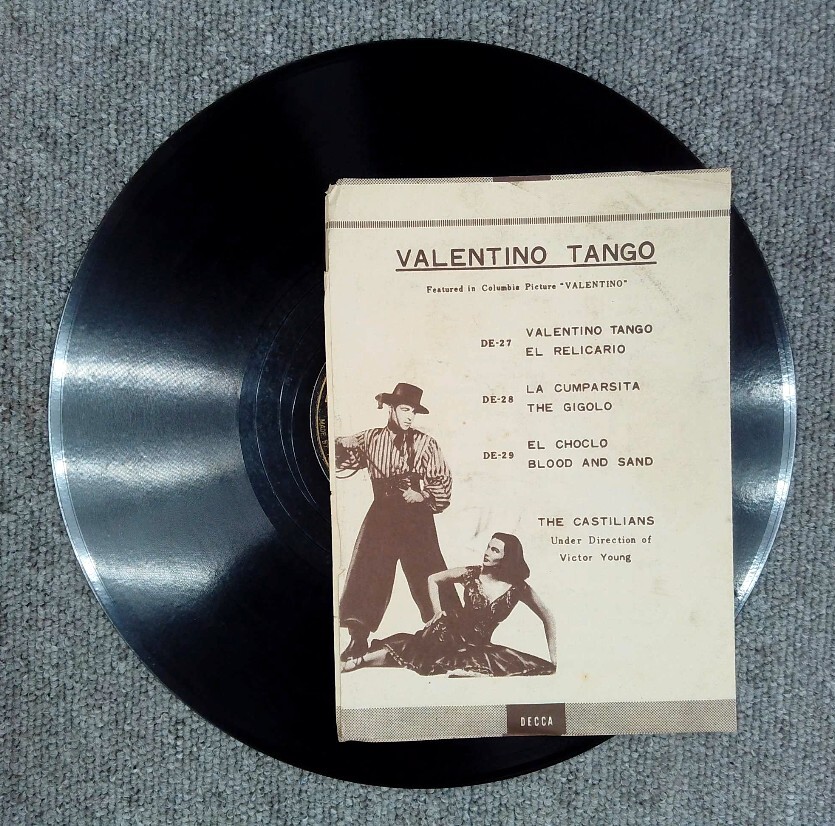 VALENTINO TANGO
Featured in Columbia Picture "VALENTINO"
DE-27 VALENTINO TANGO
EL RELICARIO
DE-28 LA CUMPARSITA
THE GIGOLO
DE-29 EL CHOCLO
BLOOD AND SAND
THE CASTILIANS
Under Direction of
Victor Young
DECCA